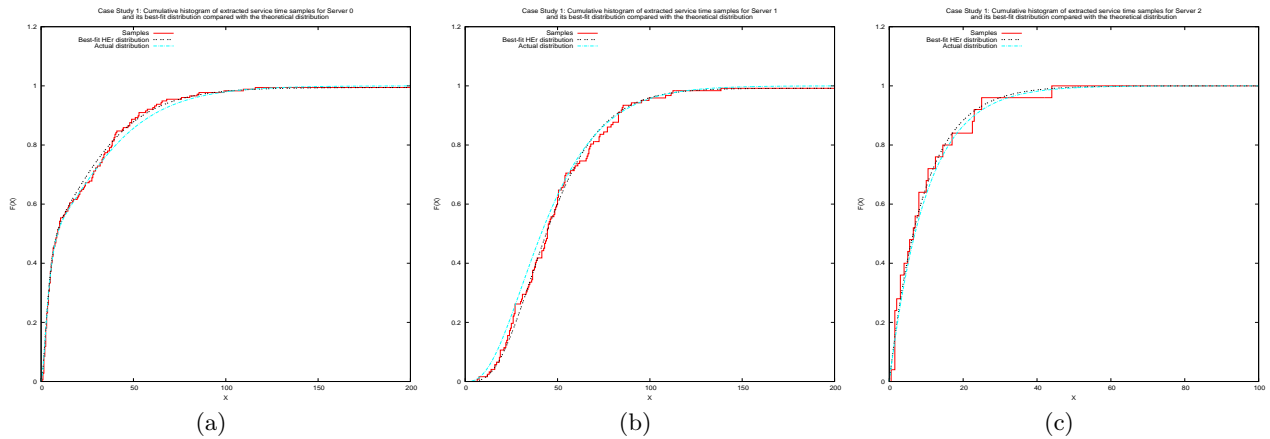 Case Study 1: Cumulative histogram of extracted service time samples for Server 0
and its best-fit distribution compared with the theoretical distribution
Samples
Best-fit HEr distribution
Actual distribution
1.2
1
0.8
0.6
0.4
0.2
0
F(X)
0
50
100
150
200
X
(a)
Case Study 1: Cumulative histogram of extracted service time samples for Server 1
and its best-fit distribution compared with the theoretical distribution
Samples
Best-fit HEr distribution
Actual distribution
1.2
1
0.8
0.6
0.4
0.2
0
F(X)
0
50
100
150
200
X
(b)
Case Study 1: Cumulative histogram of extracted service time samples for Server 2
and its best-fit distribution compared with the theoretical distribution
Samples
Best-fit HEr distribution
Actual distribution
1.2
1
0.8
0.6
0.4
0.2
0
F(X)
0
20
40
60
80
100
X
(c)